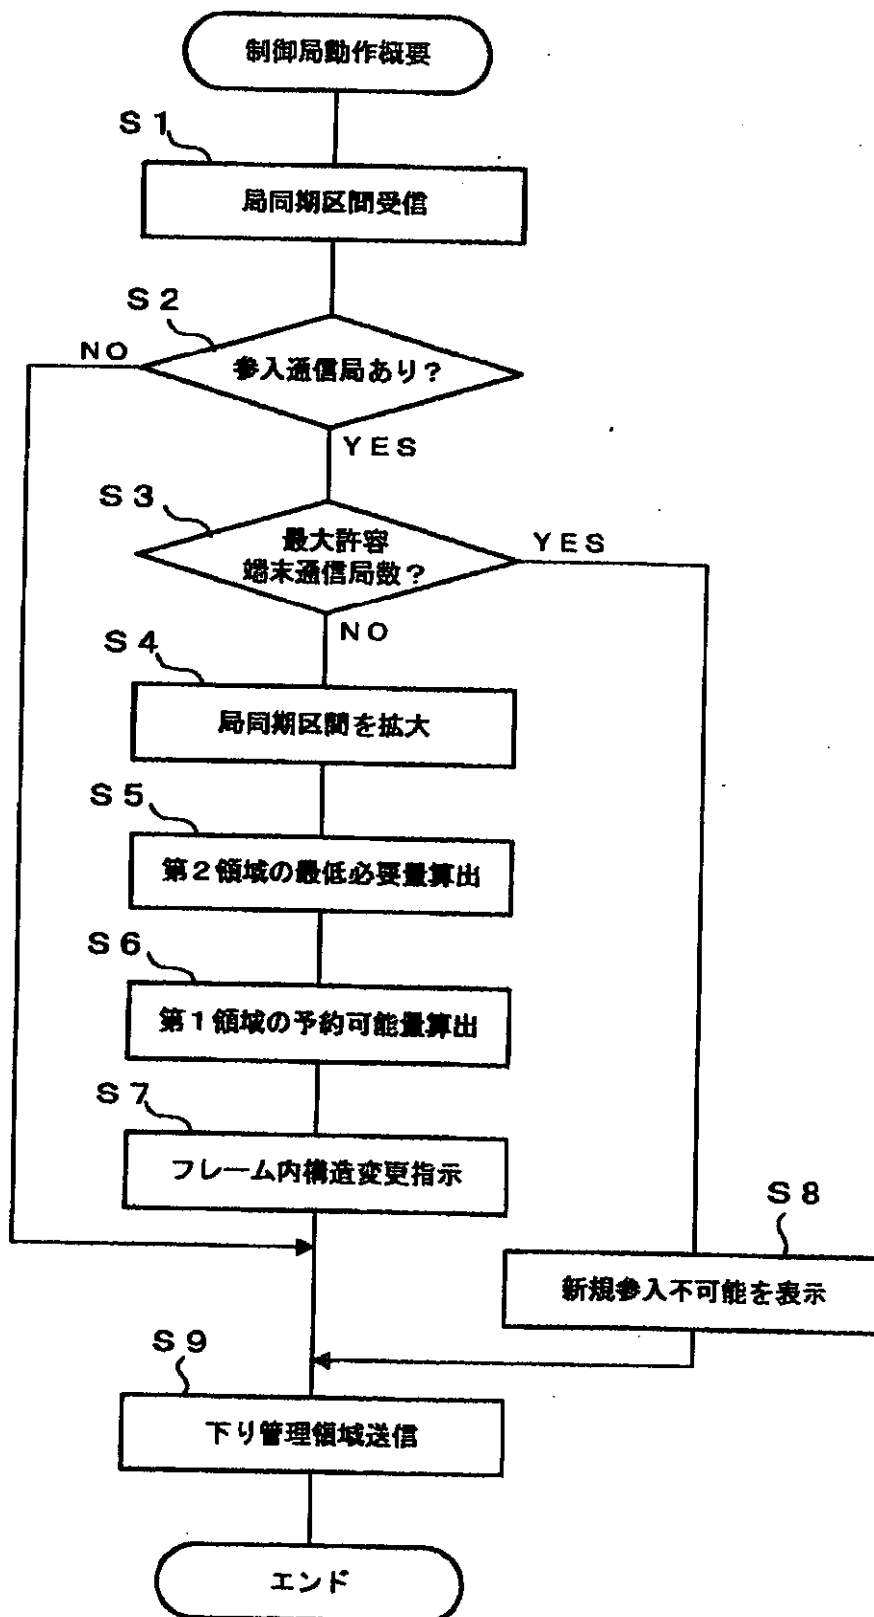 制御局動作概要
S1
局同期区間受信
S2
NO
参入通信局あり?
YES
S3
最大許容
端末通信局数?
YES
NO
S4
局同期区間を拡大
S5
第2領域の最低必要量算出
S6
第1領域の予約可能量算出
S7
フレーム内構造変更指示
S8
新規参入不可能を表示
S9
下り管理領域送信
エンド